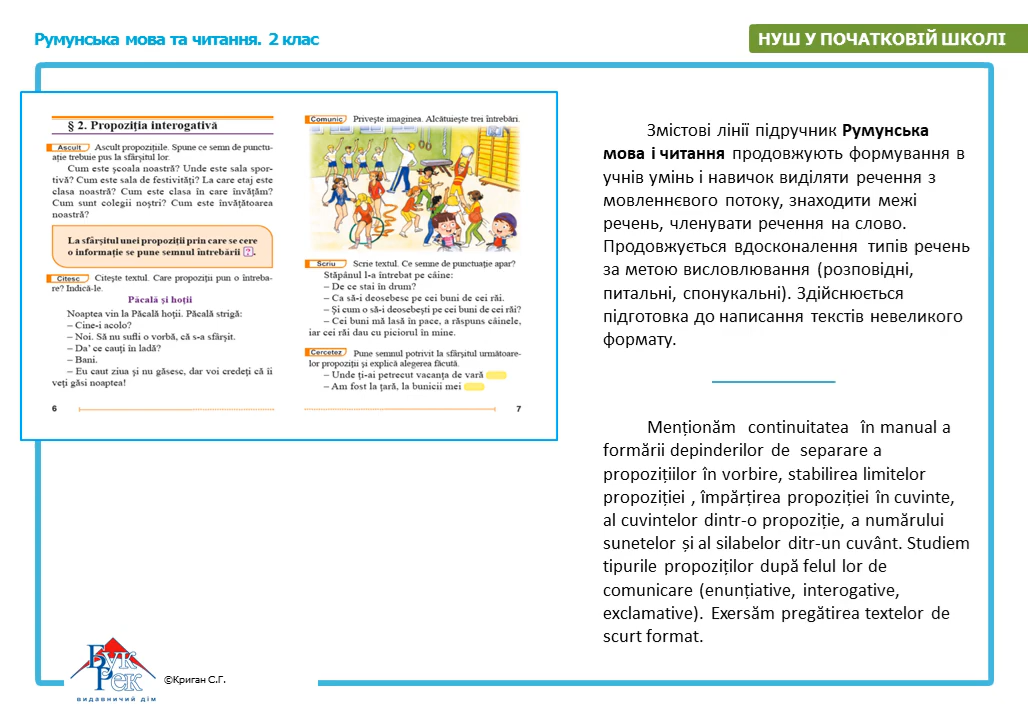 Румунська мова та читання. 2 клас
НУШ У ПОЧАТКОВІЙ ШКОЛІ
§ 2. Propoziția interogativă
Ascult Ascult propozițiile. Spune ce semn de punctu-
ație trebuie pus la sfârșitul lor.
Cum este școala noastră? Unde este sala spor-
tivă? Cum este sala de festivități? La care etaj este
clasa noastră? Cum este clasa în care învățăm?
Cum sunt colegii noștri? Cum este învățătoarea
noastră?
La sfârșitul unei propoziții prin care se cere
o informație se pune semnul întrebării ?.
Citesc Citește textul. Care propoziții pun o întreba-
re? Indică-le.
Păcală și hoții
Noaptea vin la Păcală hoții. Păcală strigă:
– Cine-i acolo?
– Noi. Să nu sufli o vorbă, că s-a sfârșit.
– Da’ ce cauți în ladă?
– Bani.
– Eu caut ziua și nu găsesc, dar voi credeți că îi
veți găsi noaptea!
6
Comunic Privește imaginea. Alcătuiește trei întrebări.
Scriu Scrie textul. Ce semne de punctuație apar?
Stăpânul l-a întrebat pe câine:
– De ce stai în drum?
– Ca să-i deosebesc pe cei buni de cei răi.
– Și cum o să-i deosebești pe cei buni de cei răi?
– Cei buni mă lasă în pace, a răspuns câinele,
iar cei răi dau cu piciorul în mine.
Cercetez Pune semnul potrivit la sfârșitul următoare-
lor propoziții și explică alegerea făcută.
– Unde ți-ai petrecut vacanța de vară
– Am fost la țară, la bunicii mei
7
Змістові лінії підручник Румунська
мова і читання продовжують формування в
учнів умінь і навичок виділяти речення з
мовленнєвого потоку, знаходити межі
речень, членувати речення на слово.
Продовжується вдосконалення типів речень
за метою висловлювання (розповідні,
питальні, спонукальні). Здійснюється
підготовка до написання текстів невеликого
формату.
Menționăm continuitatea în manual a
formării depinderilor de separare a
propozițiilor în vorbire, stabilirea limitelor
propoziției , împărțirea propoziției în cuvinte,
al cuvintelor dintr-o propoziție, a numărului
sunetelor și al silabelor ditr-un cuvânt. Studiem
tipurile propoziților după felul lor de
comunicare (enunțiative, interogative,
exclamative). Exersăm pregătirea textelor de
scurt format.
Бук
Рек
видавничий дім
©Криган С.Г.